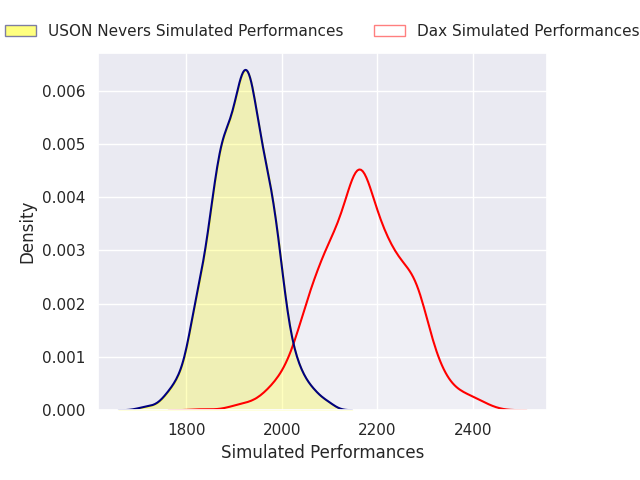 USON Nevers Simulated Performances
Dax Simulated Performances
0.006
0.005
0.004
0.003
0.002
0.001
0.000
Density
1800
2000
2200
2400
Simulated Performances